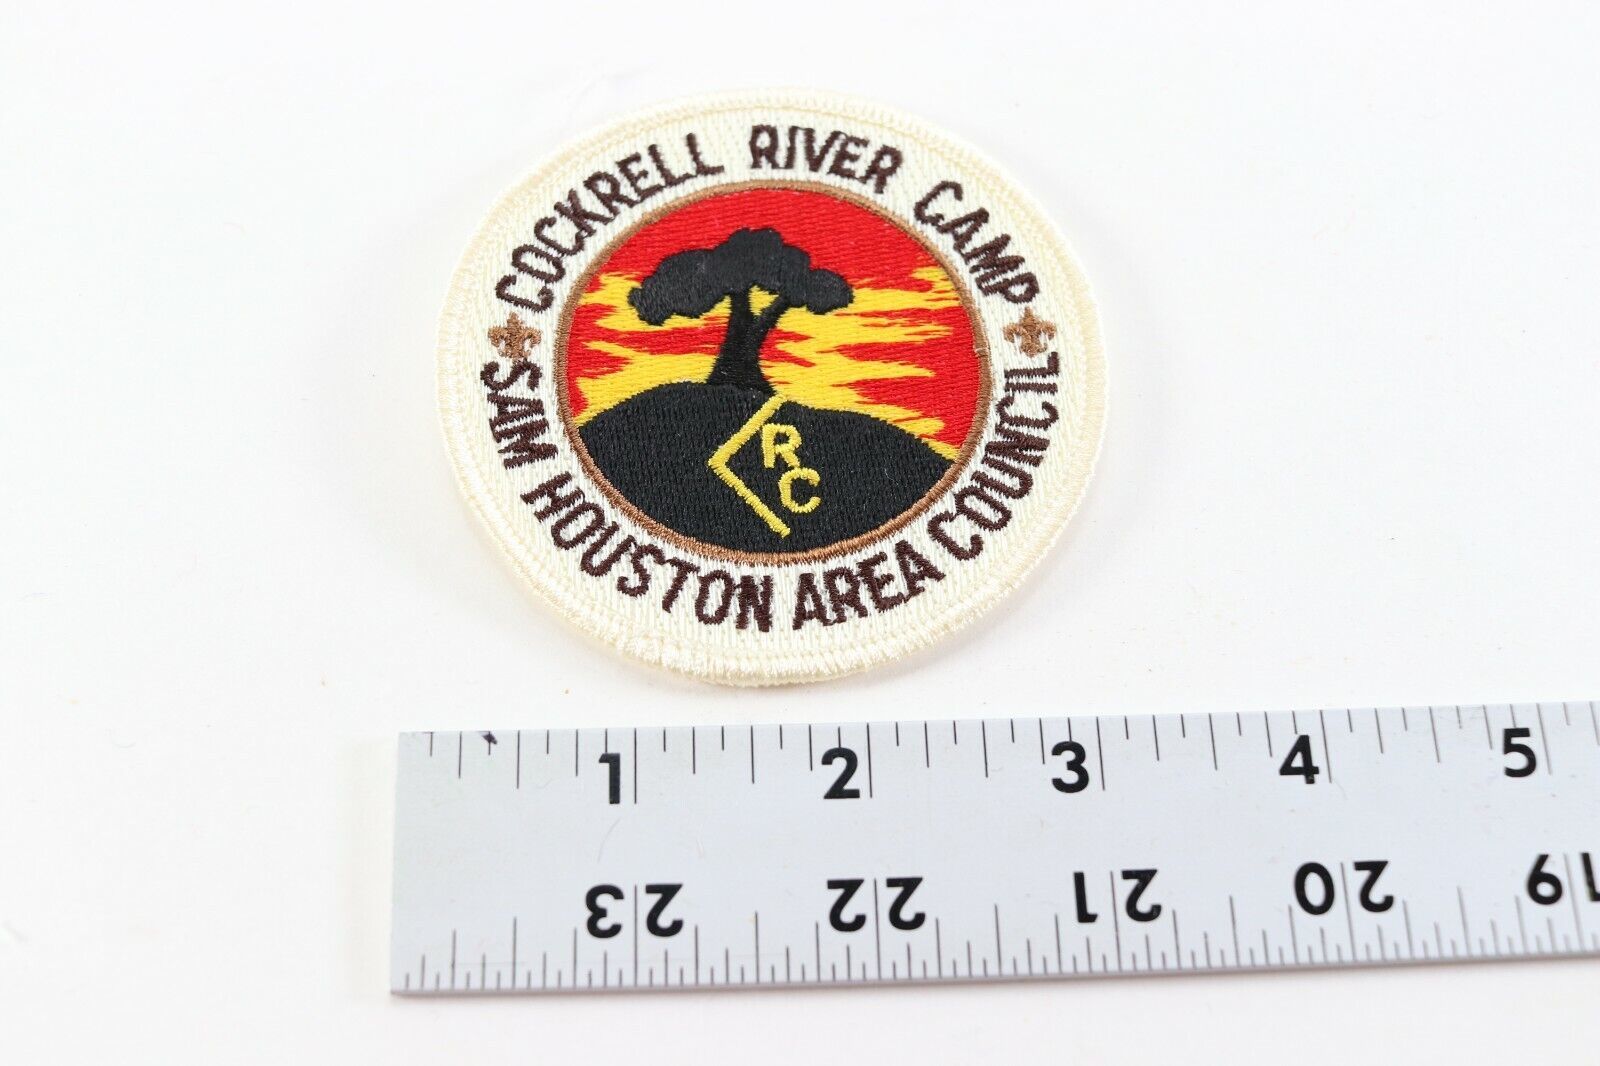 COCKRELL RIVER CAMP
R
C
SAM HOUSTON AREA COUNCIL
1 2 3 4 5
23 22 21 20 19